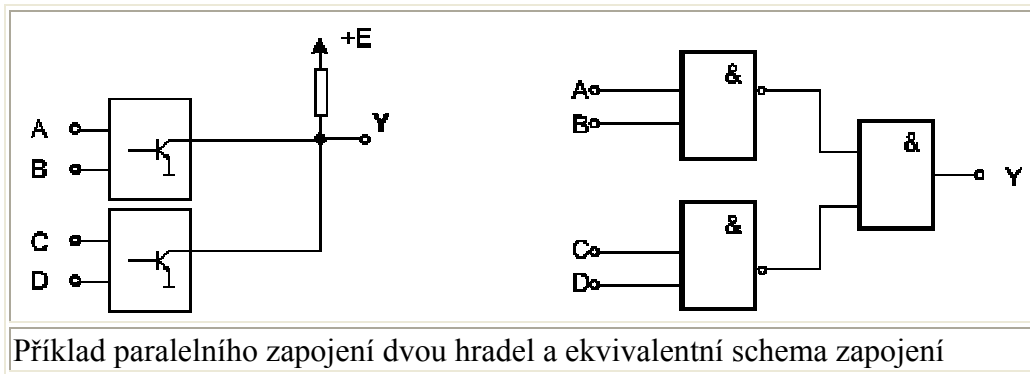 +E
A
B
Y
C
D
A
B
&
&
Y
C
D
&
Příklad paralelního zapojení dvou hradel a ekvivalentní schema zapojení